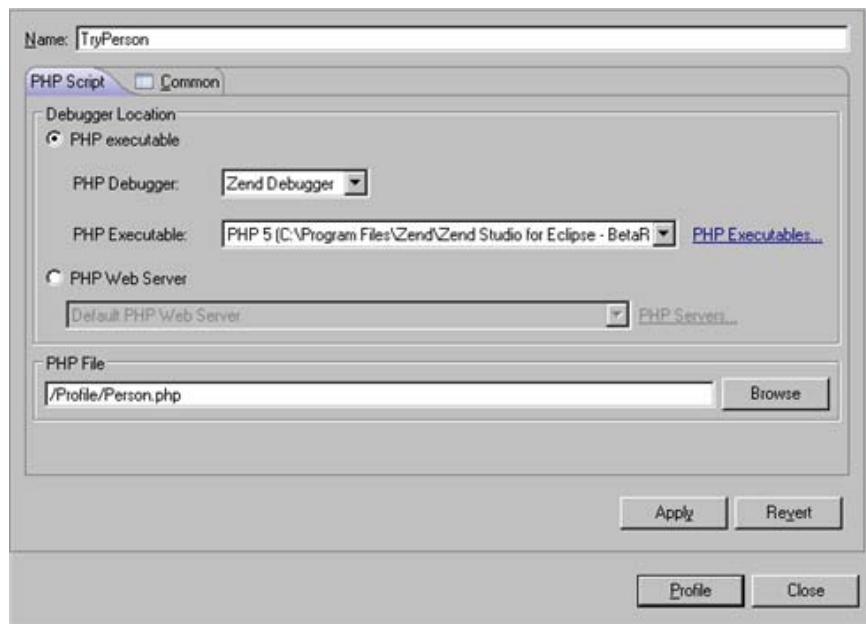 Name: TryPerson
PHP Script Common
Debugger Location
PHP executable
PHP Debugger: Zend Debugger
PHP Executable: PHP 5 (C:\Program Files\Zend\Zend Studio for Eclipse - BetaR PHP Executables...
PHP Web Server
Default PHP Web Server PHP Servers...
PHP File
/Profile/Person.php Browse
Apply Revert
Profile Close